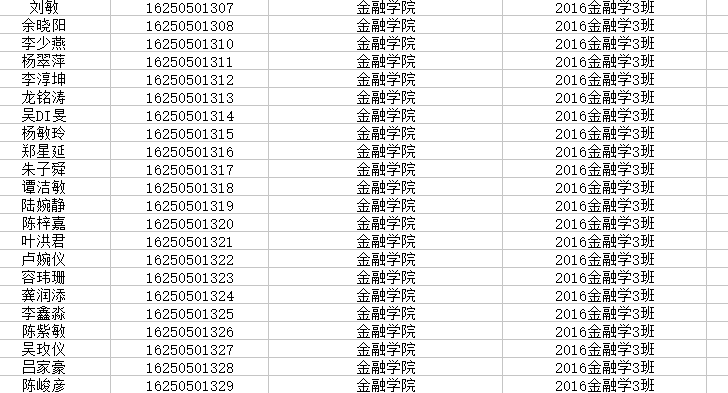 刘敏 16250501307 金融学院 2016金融学3班
余晓阳 16250501308 金融学院 2016金融学3班
李少燕 16250501310 金融学院 2016金融学3班
杨翠萍 16250501311 金融学院 2016金融学3班
李淳坤 16250501312 金融学院 2016金融学3班
龙铭涛 16250501313 金融学院 2016金融学3班
吴DI旻 16250501314 金融学院 2016金融学3班
杨敏玲 16250501315 金融学院 2016金融学3班
郑星延 16250501316 金融学院 2016金融学3班
朱子舜 16250501317 金融学院 2016金融学3班
谭洁敏 16250501318 金融学院 2016金融学3班
陆婉静 16250501319 金融学院 2016金融学3班
陈梓嘉 16250501320 金融学院 2016金融学3班
叶洪君 16250501321 金融学院 2016金融学3班
卢婉仪 16250501322 金融学院 2016金融学3班
容玮珊 16250501323 金融学院 2016金融学3班
龚润添 16250501324 金融学院 2016金融学3班
李鑫淼 16250501325 金融学院 2016金融学3班
陈紫敏 16250501326 金融学院 2016金融学3班
吴玫仪 16250501327 金融学院 2016金融学3班
吕家豪 16250501328 金融学院 2016金融学3班
陈峻彦 16250501329 金融学院 2016金融学3班